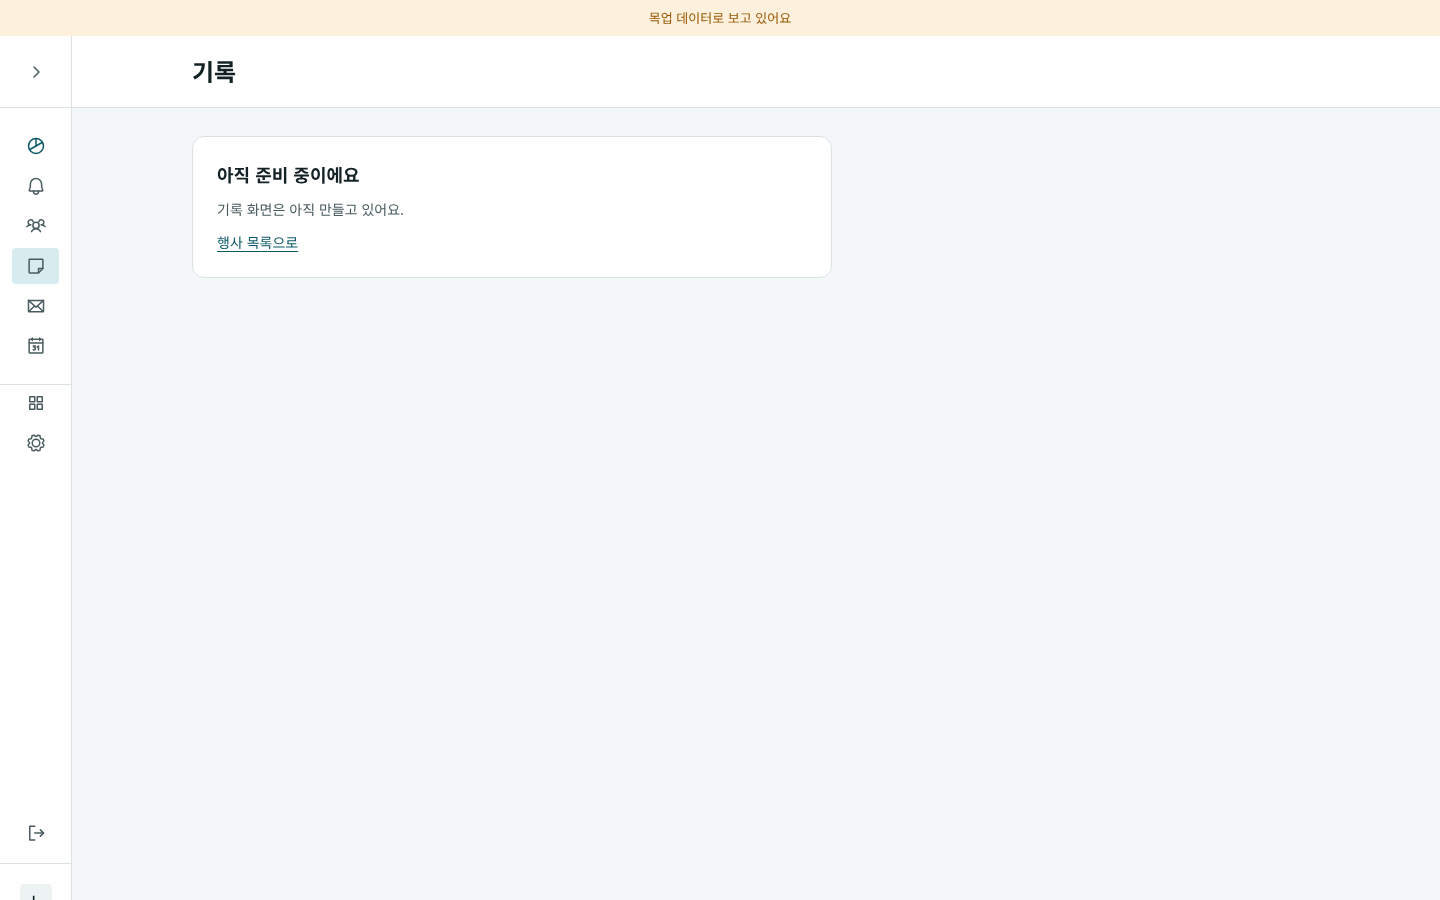 목업 데이터로 보고 있어요
기록
아직 준비 중이에요
기록 화면은 아직 만들고 있어요.
행사 목록으로
31